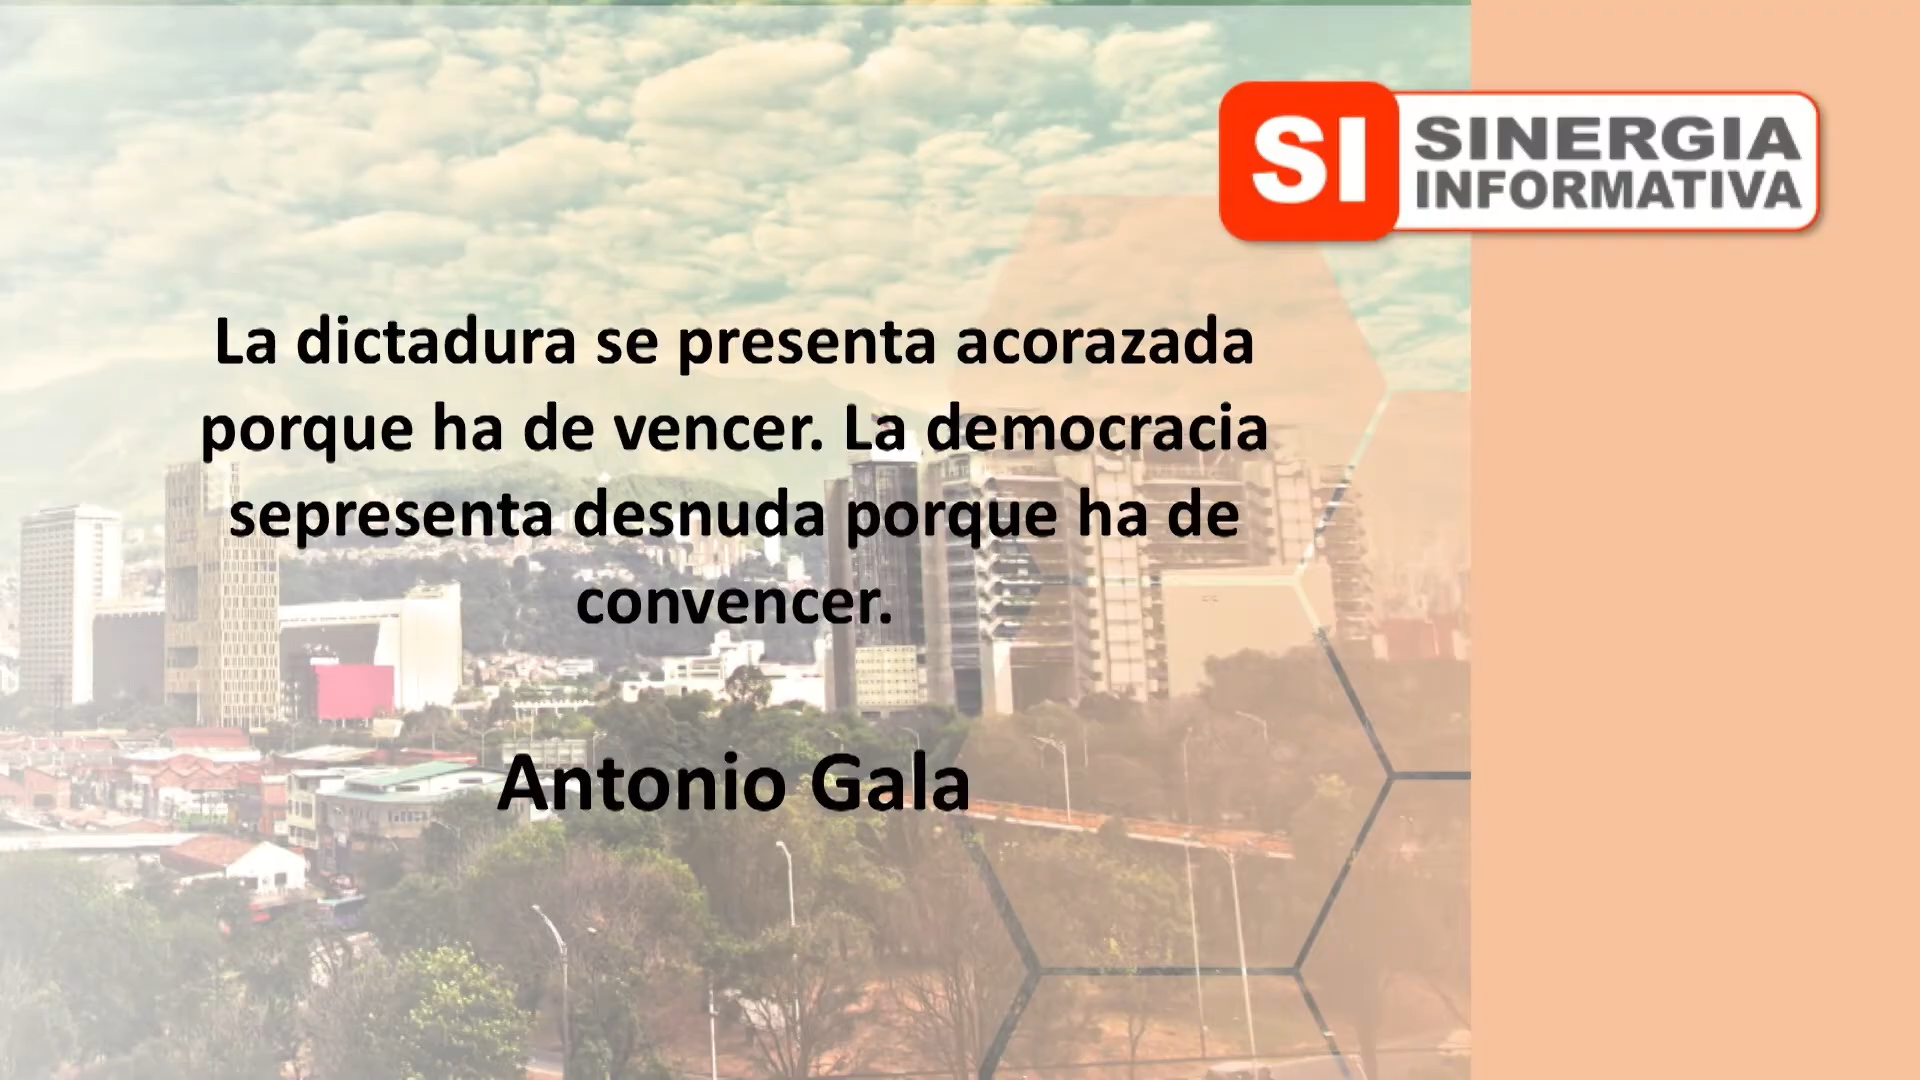 SI SINERGIA
INFORMATIVA
La dictadura se presenta acorazada
porque ha de vencer. La democracia
sepresenta desnuda porque ha de
convencer.
Antonio Gala